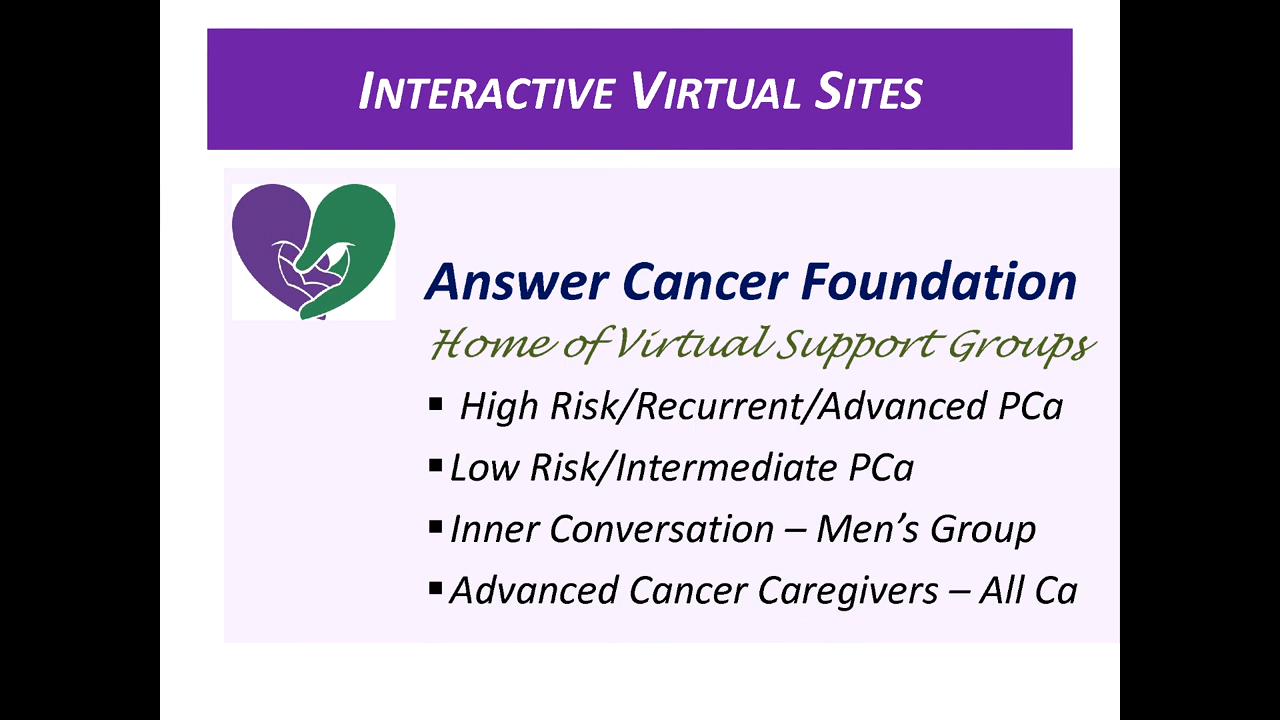 INTERACTIVE VIRTUAL SITES
Answer Cancer Foundation
Home of Virtual Support Groups
▪ High Risk/Recurrent/Advanced PCa
▪ Low Risk/Intermediate PCa
▪ Inner Conversation – Men’s Group
▪ Advanced Cancer Caregivers – All Ca